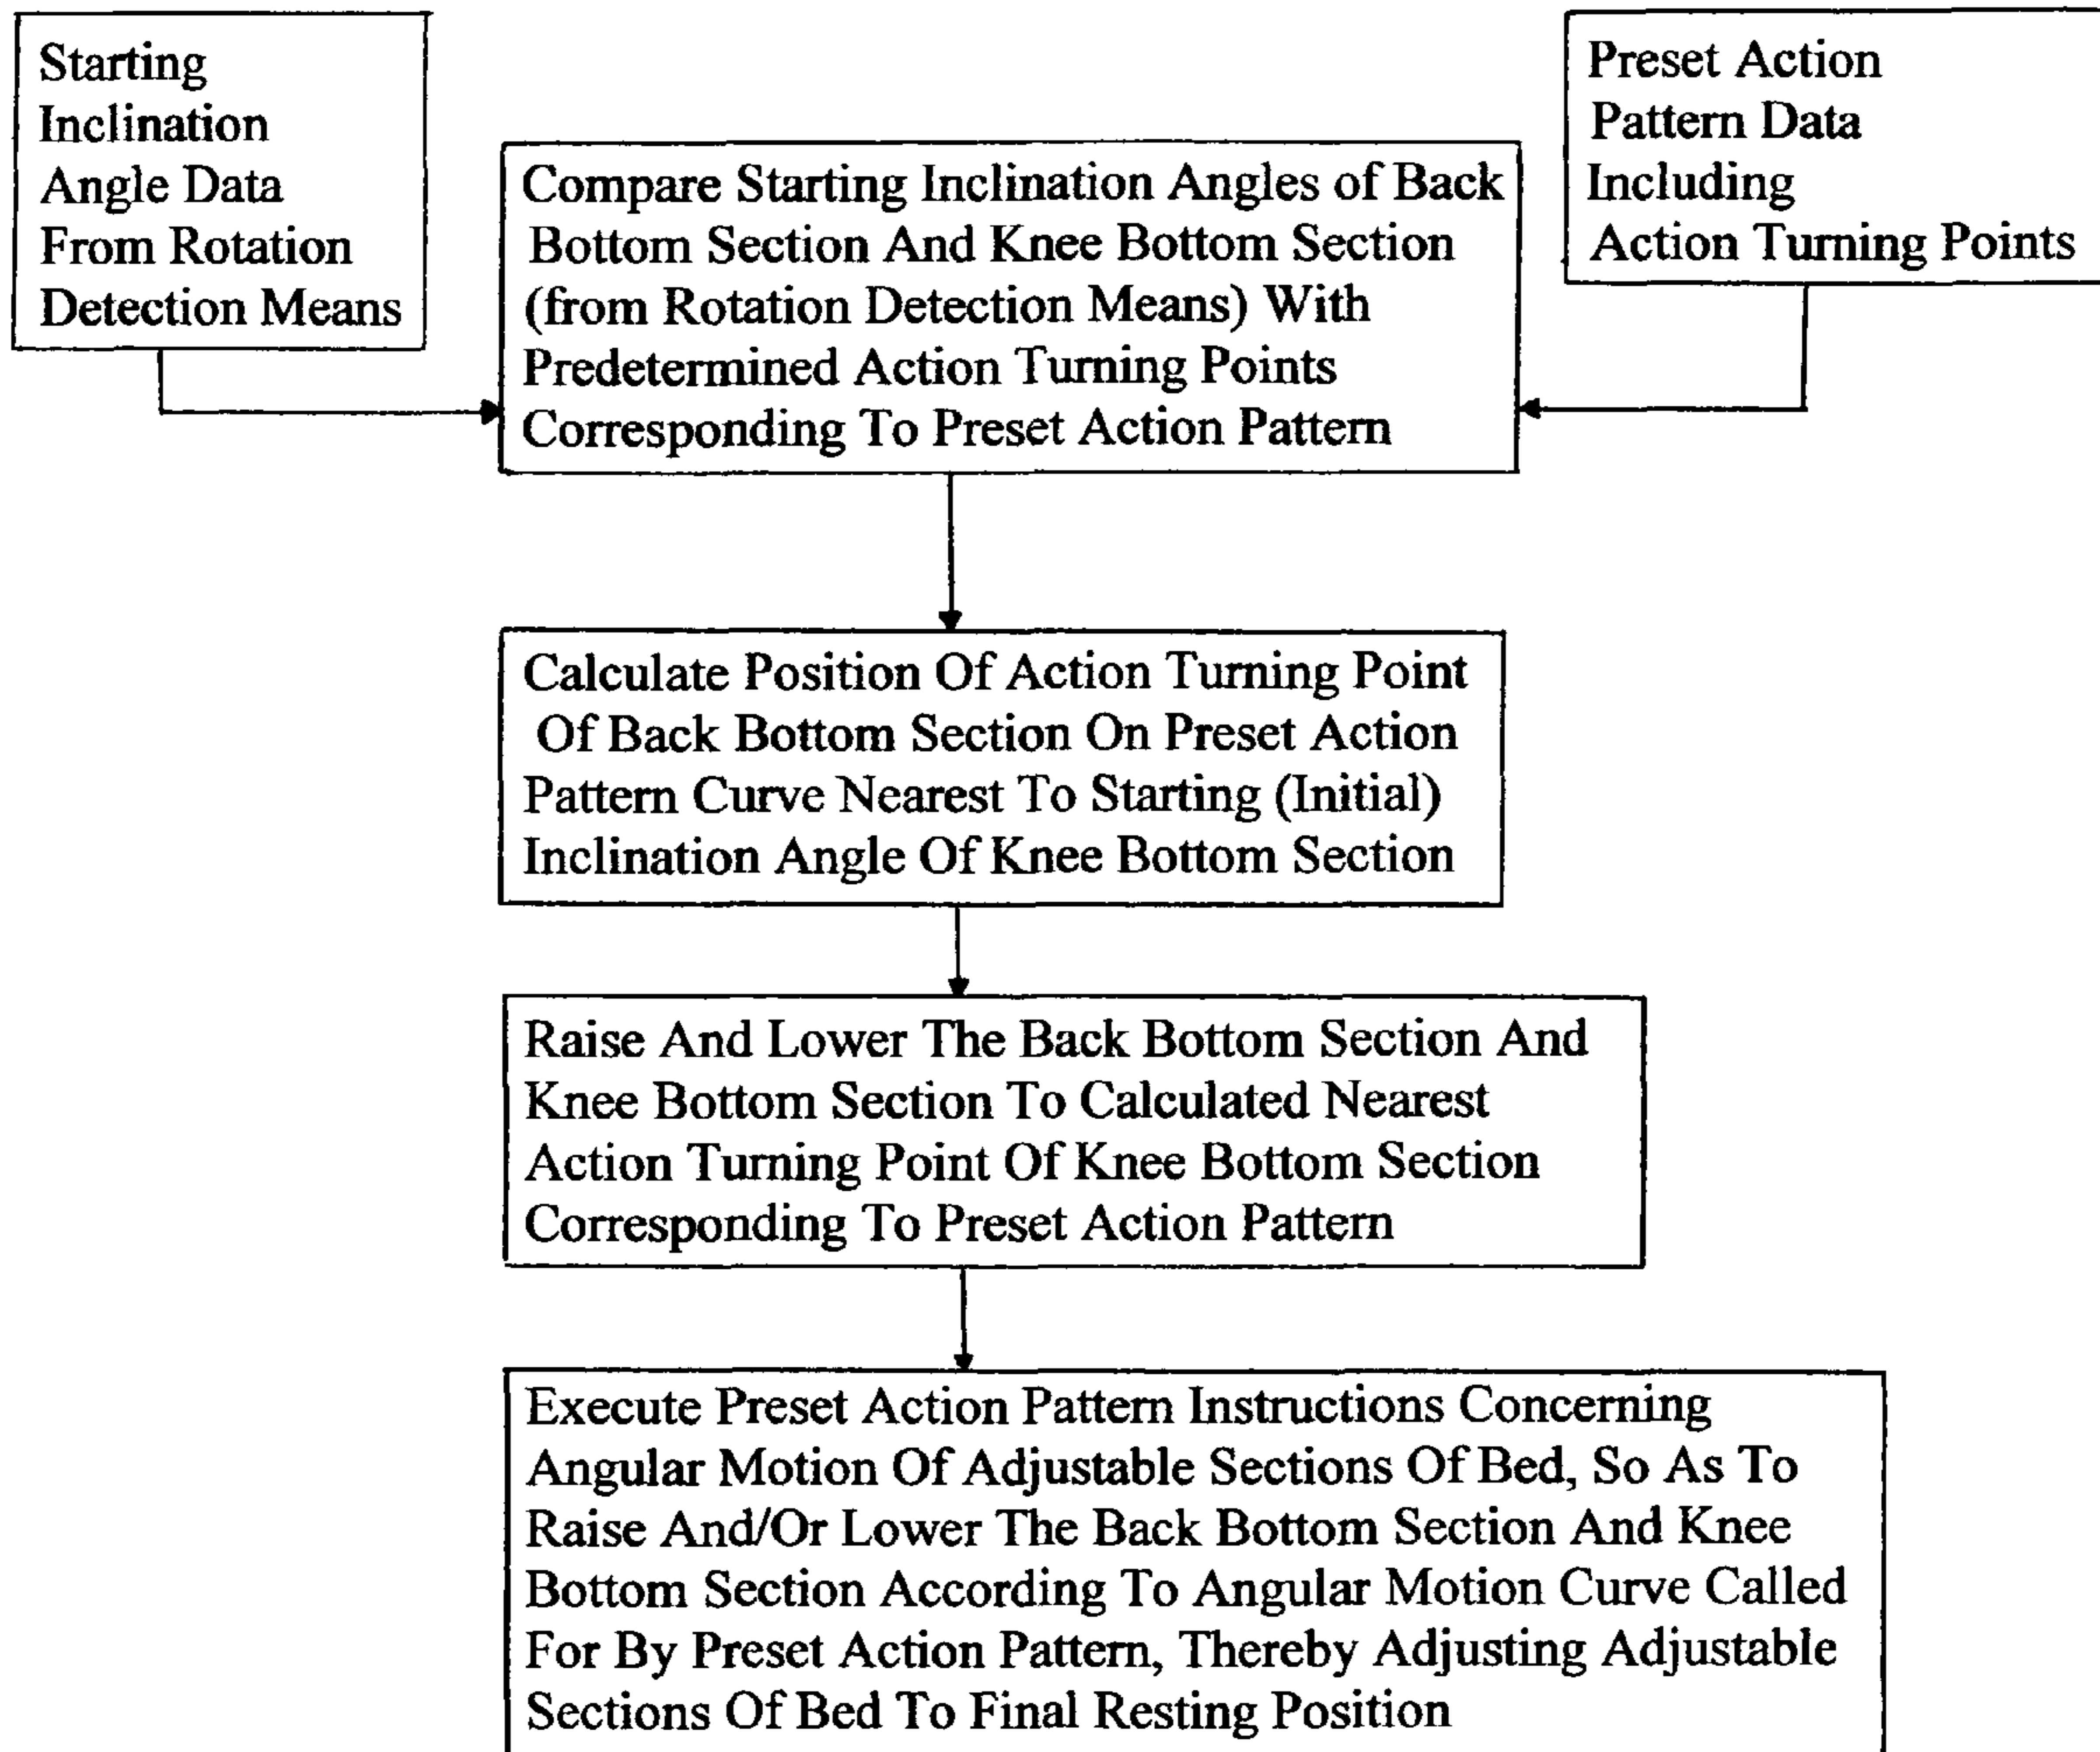 Starting
Inclination
Angle Data
From Rotation
Detection Means
Preset Action
Pattern Data
Including
Action Turning Points
Compare Starting Inclination Angles of Back
Bottom Section And Knee Bottom Section
(from Rotation Detection Means) With
Predetermined Action Turning Points
Corresponding To Preset Action Pattern
Calculate Position Of Action Turning Point
Of Back Bottom Section On Preset Action
Pattern Curve Nearest To Starting (Initial)
Inclination Angle Of Knee Bottom Section
Raise And Lower The Back Bottom Section And
Knee Bottom Section To Calculated Nearest
Action Turning Point Of Knee Bottom Section
Corresponding To Preset Action Pattern
Execute Preset Action Pattern Instructions Concerning
Angular Motion Of Adjustable Sections Of Bed, So As To
Raise And/Or Lower The Back Bottom Section And Knee
Bottom Section According To Angular Motion Curve Called
For By Preset Action Pattern, Thereby Adjusting Adjustable
Sections Of Bed To Final Resting Position